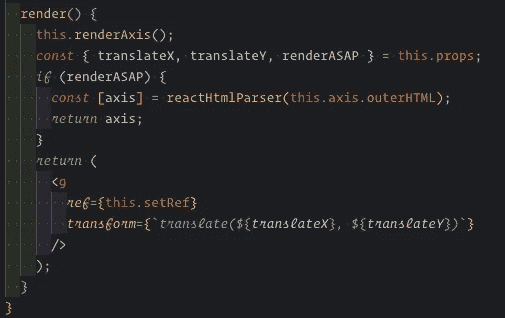 render() {
this.renderAxis();
const { translateX, translateY, renderASAP } = this.props;
if (renderASAP) {
const [axis] = reactHtmlParser(this.axis.outerHTML);
return axis;
}
return (
<g
ref={this.setRef}
transform={`translate(${translateX}, ${translateY})`}
/>
);
}
}